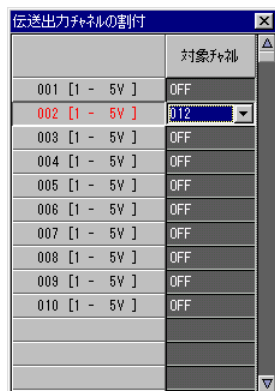 伝送出力ﾁｬﾈﾙの割付
対象ﾁｬﾈﾙ
001 [1 - 5V ] OFF
002 [1 - 5V ] 012
003 [1 - 5V ] OFF
004 [1 - 5V ] OFF
005 [1 - 5V ] OFF
006 [1 - 5V ] OFF
007 [1 - 5V ] OFF
008 [1 - 5V ] OFF
009 [1 - 5V ] OFF
010 [1 - 5V ] OFF